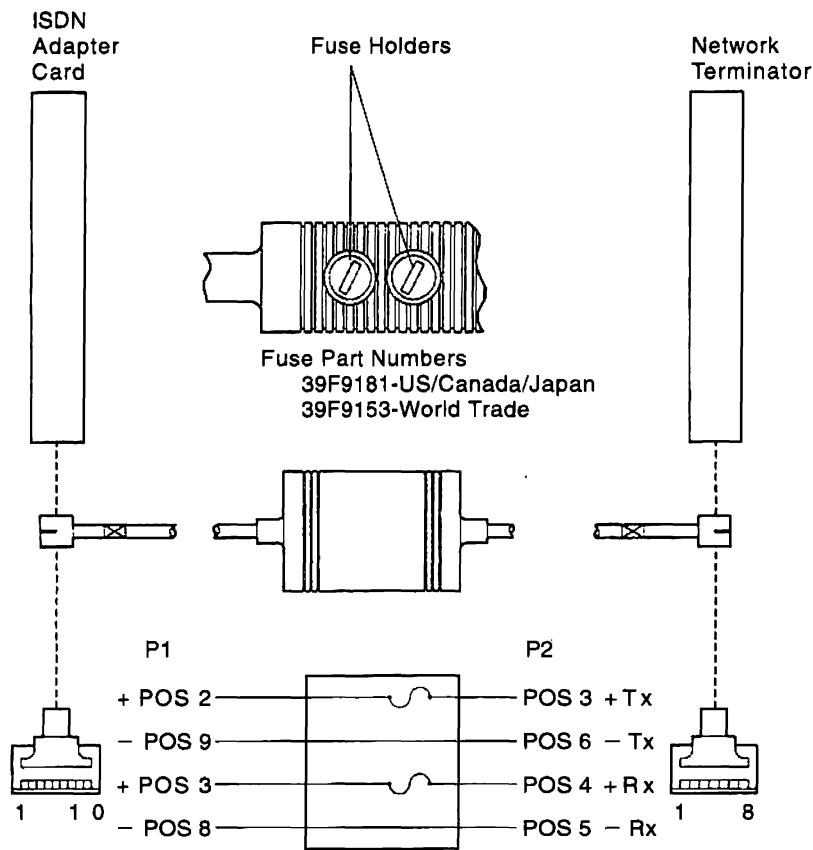 ISDN
Adapter
Card
Fuse Holders
Network
Terminator
Fuse Part Numbers
39F9181-US/Canada/Japan
39F9153-World Trade
P1
P2
+ POS 2
POS 3 + Tx
- POS 9
POS 6 - Tx
+ POS 3
POS 4 + Rx
- POS 8
POS 5 - Rx
1 10
1 8